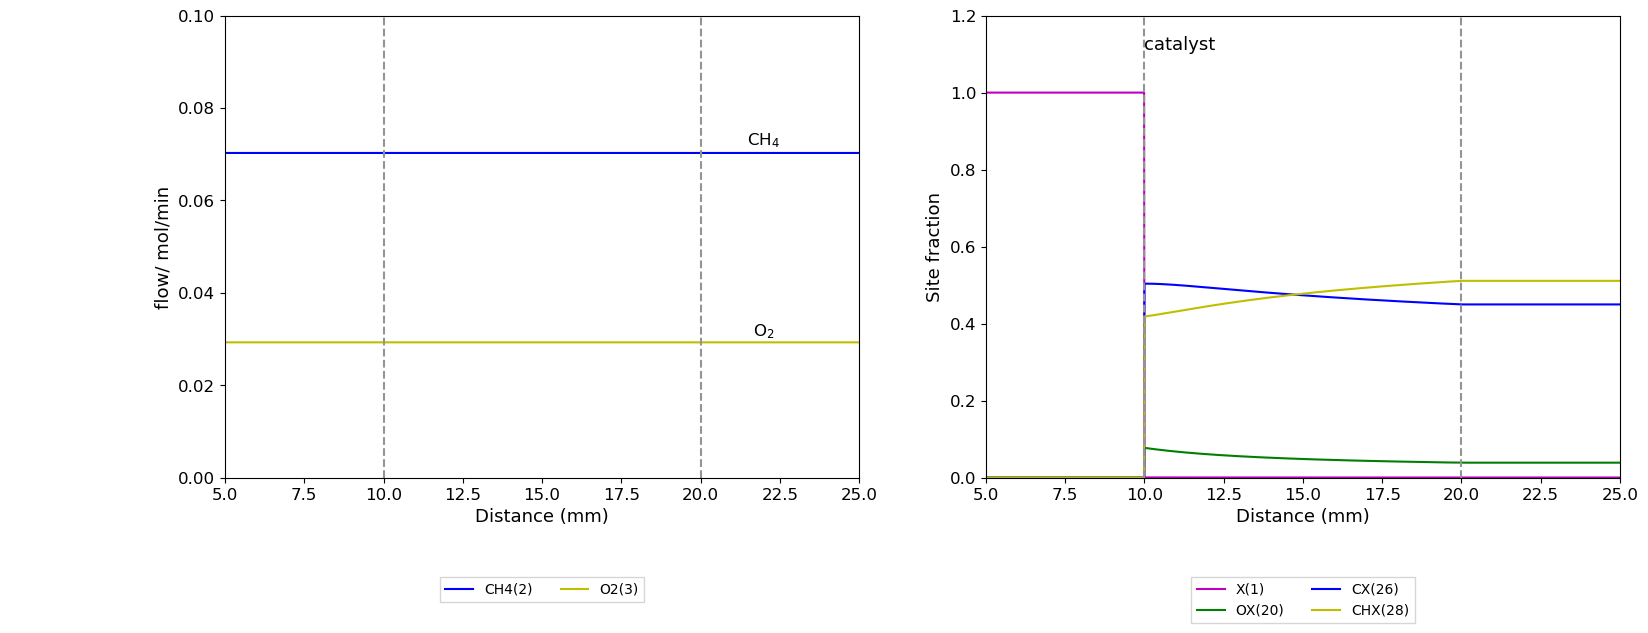 0.10
0.08
0.06
0.04
0.02
0.00
flow/ mol/min
CH₄
O₂
5.0 7.5 10.0 12.5 15.0 17.5 20.0 22.5 25.0
Distance (mm)
CH4(2) O2(3)
1.2
1.0
0.8
0.6
0.4
0.2
0.0
Site fraction
catalyst
5.0 7.5 10.0 12.5 15.0 17.5 20.0 22.5 25.0
Distance (mm)
X(1) CX(26)
OX(20) CHX(28)